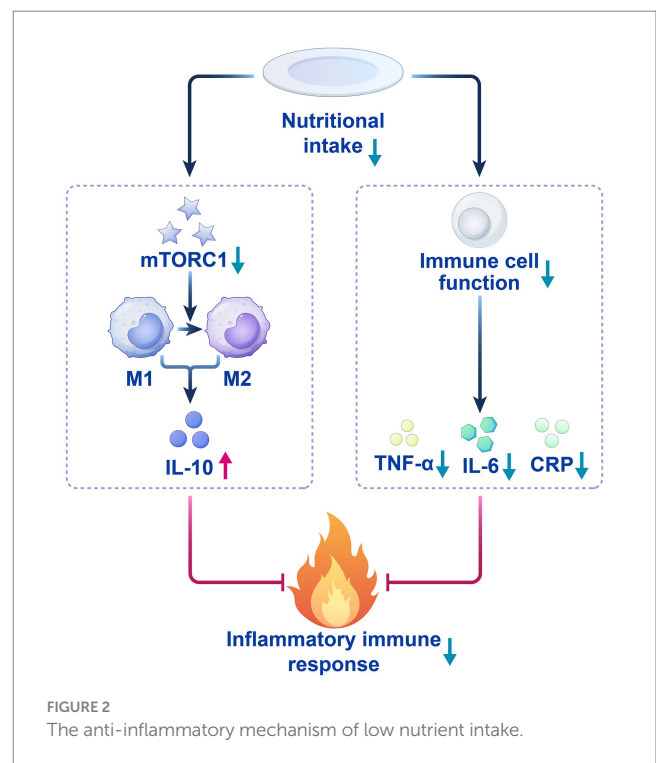 Nutritional
intake
mTORC1
M1
M2
IL-10
Immune cell
function
TNF-α
IL-6
CRP
Inflammatory immune
response
FIGURE 2
The anti-inflammatory mechanism of low nutrient intake.